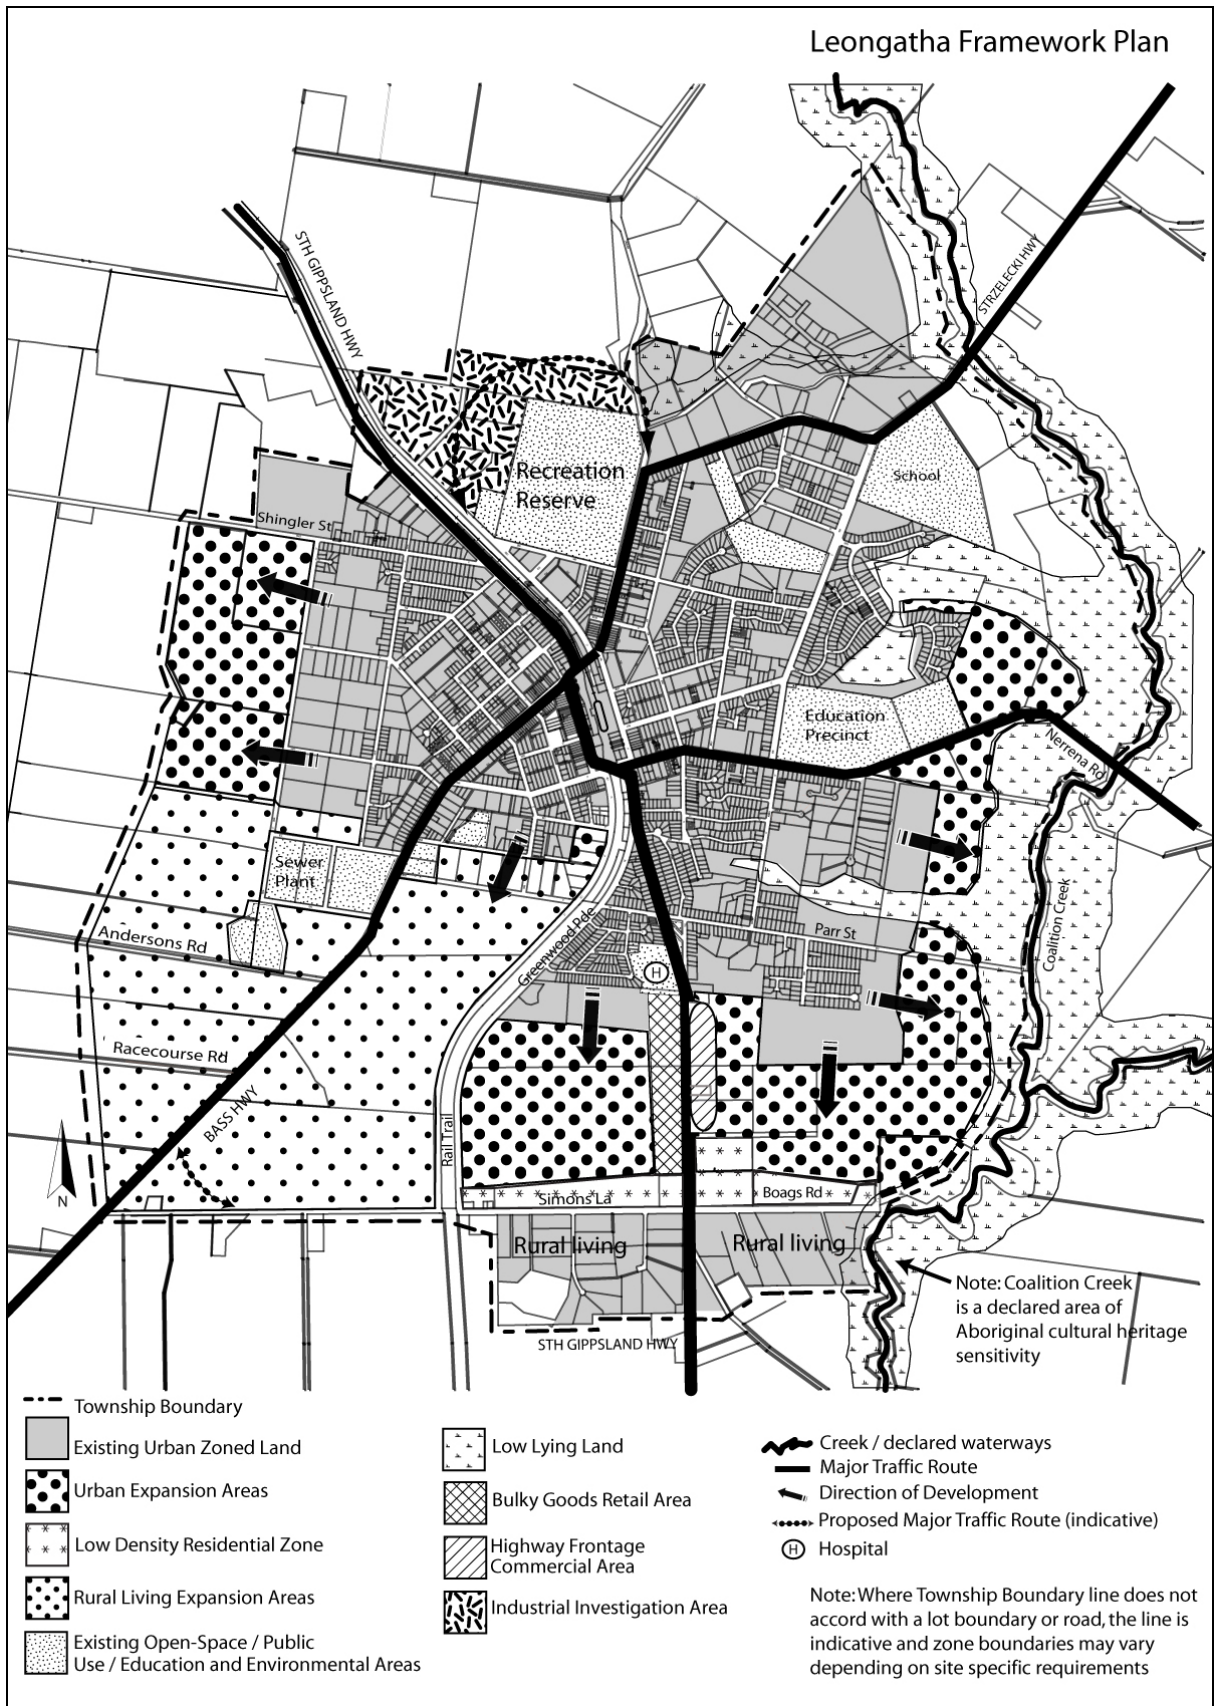 Leongatha Framework Plan
STH GIPPSLAND HWY
STRZELECKI HWY
Recreation
Reserve
School
Shingler St
Education
Precinct
Nerrena Rd
Sewer
Plant
Greenwood Pde
Parr St
Coalition Creek
Andersons Rd
H
Racecourse Rd
BASS HWY
Rail Trail
N
Simons La
Boags Rd
Rural living
Rural living
Note: Coalition Creek
is a declared area of
Aboriginal cultural heritage
sensitivity
STH GIPPSLAND HWY
Township Boundary
Existing Urban Zoned Land
Urban Expansion Areas
Low Density Residential Zone
Rural Living Expansion Areas
Existing Open-Space / Public
Use / Education and Environmental Areas
Low Lying Land
Bulky Goods Retail Area
Highway Frontage
Commercial Area
Industrial Investigation Area
Creek / declared waterways
Major Traffic Route
Direction of Development
Proposed Major Traffic Route (indicative)
H Hospital
Note: Where Township Boundary line does not
accord with a lot boundary or road, the line is
indicative and zone boundaries may vary
depending on site specific requirements